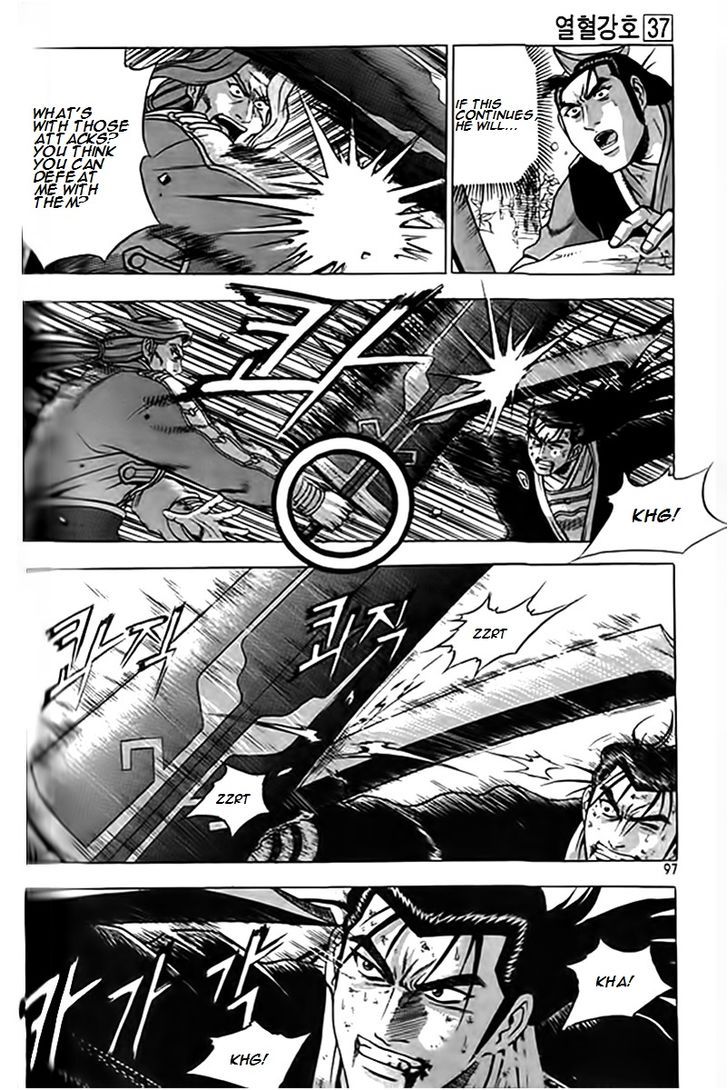 열혈강호 37
IF THIS
CONTINUES,
HE WILL...
WHAT'S
WITH THOSE
ATTACKS?
YOU THINK
YOU CAN
DEFEAT
ME WITH
THEM?
콰
KHG!
콰직
콰직
ZZRT
ZZRT
97
카가각
KHA!
KHG!